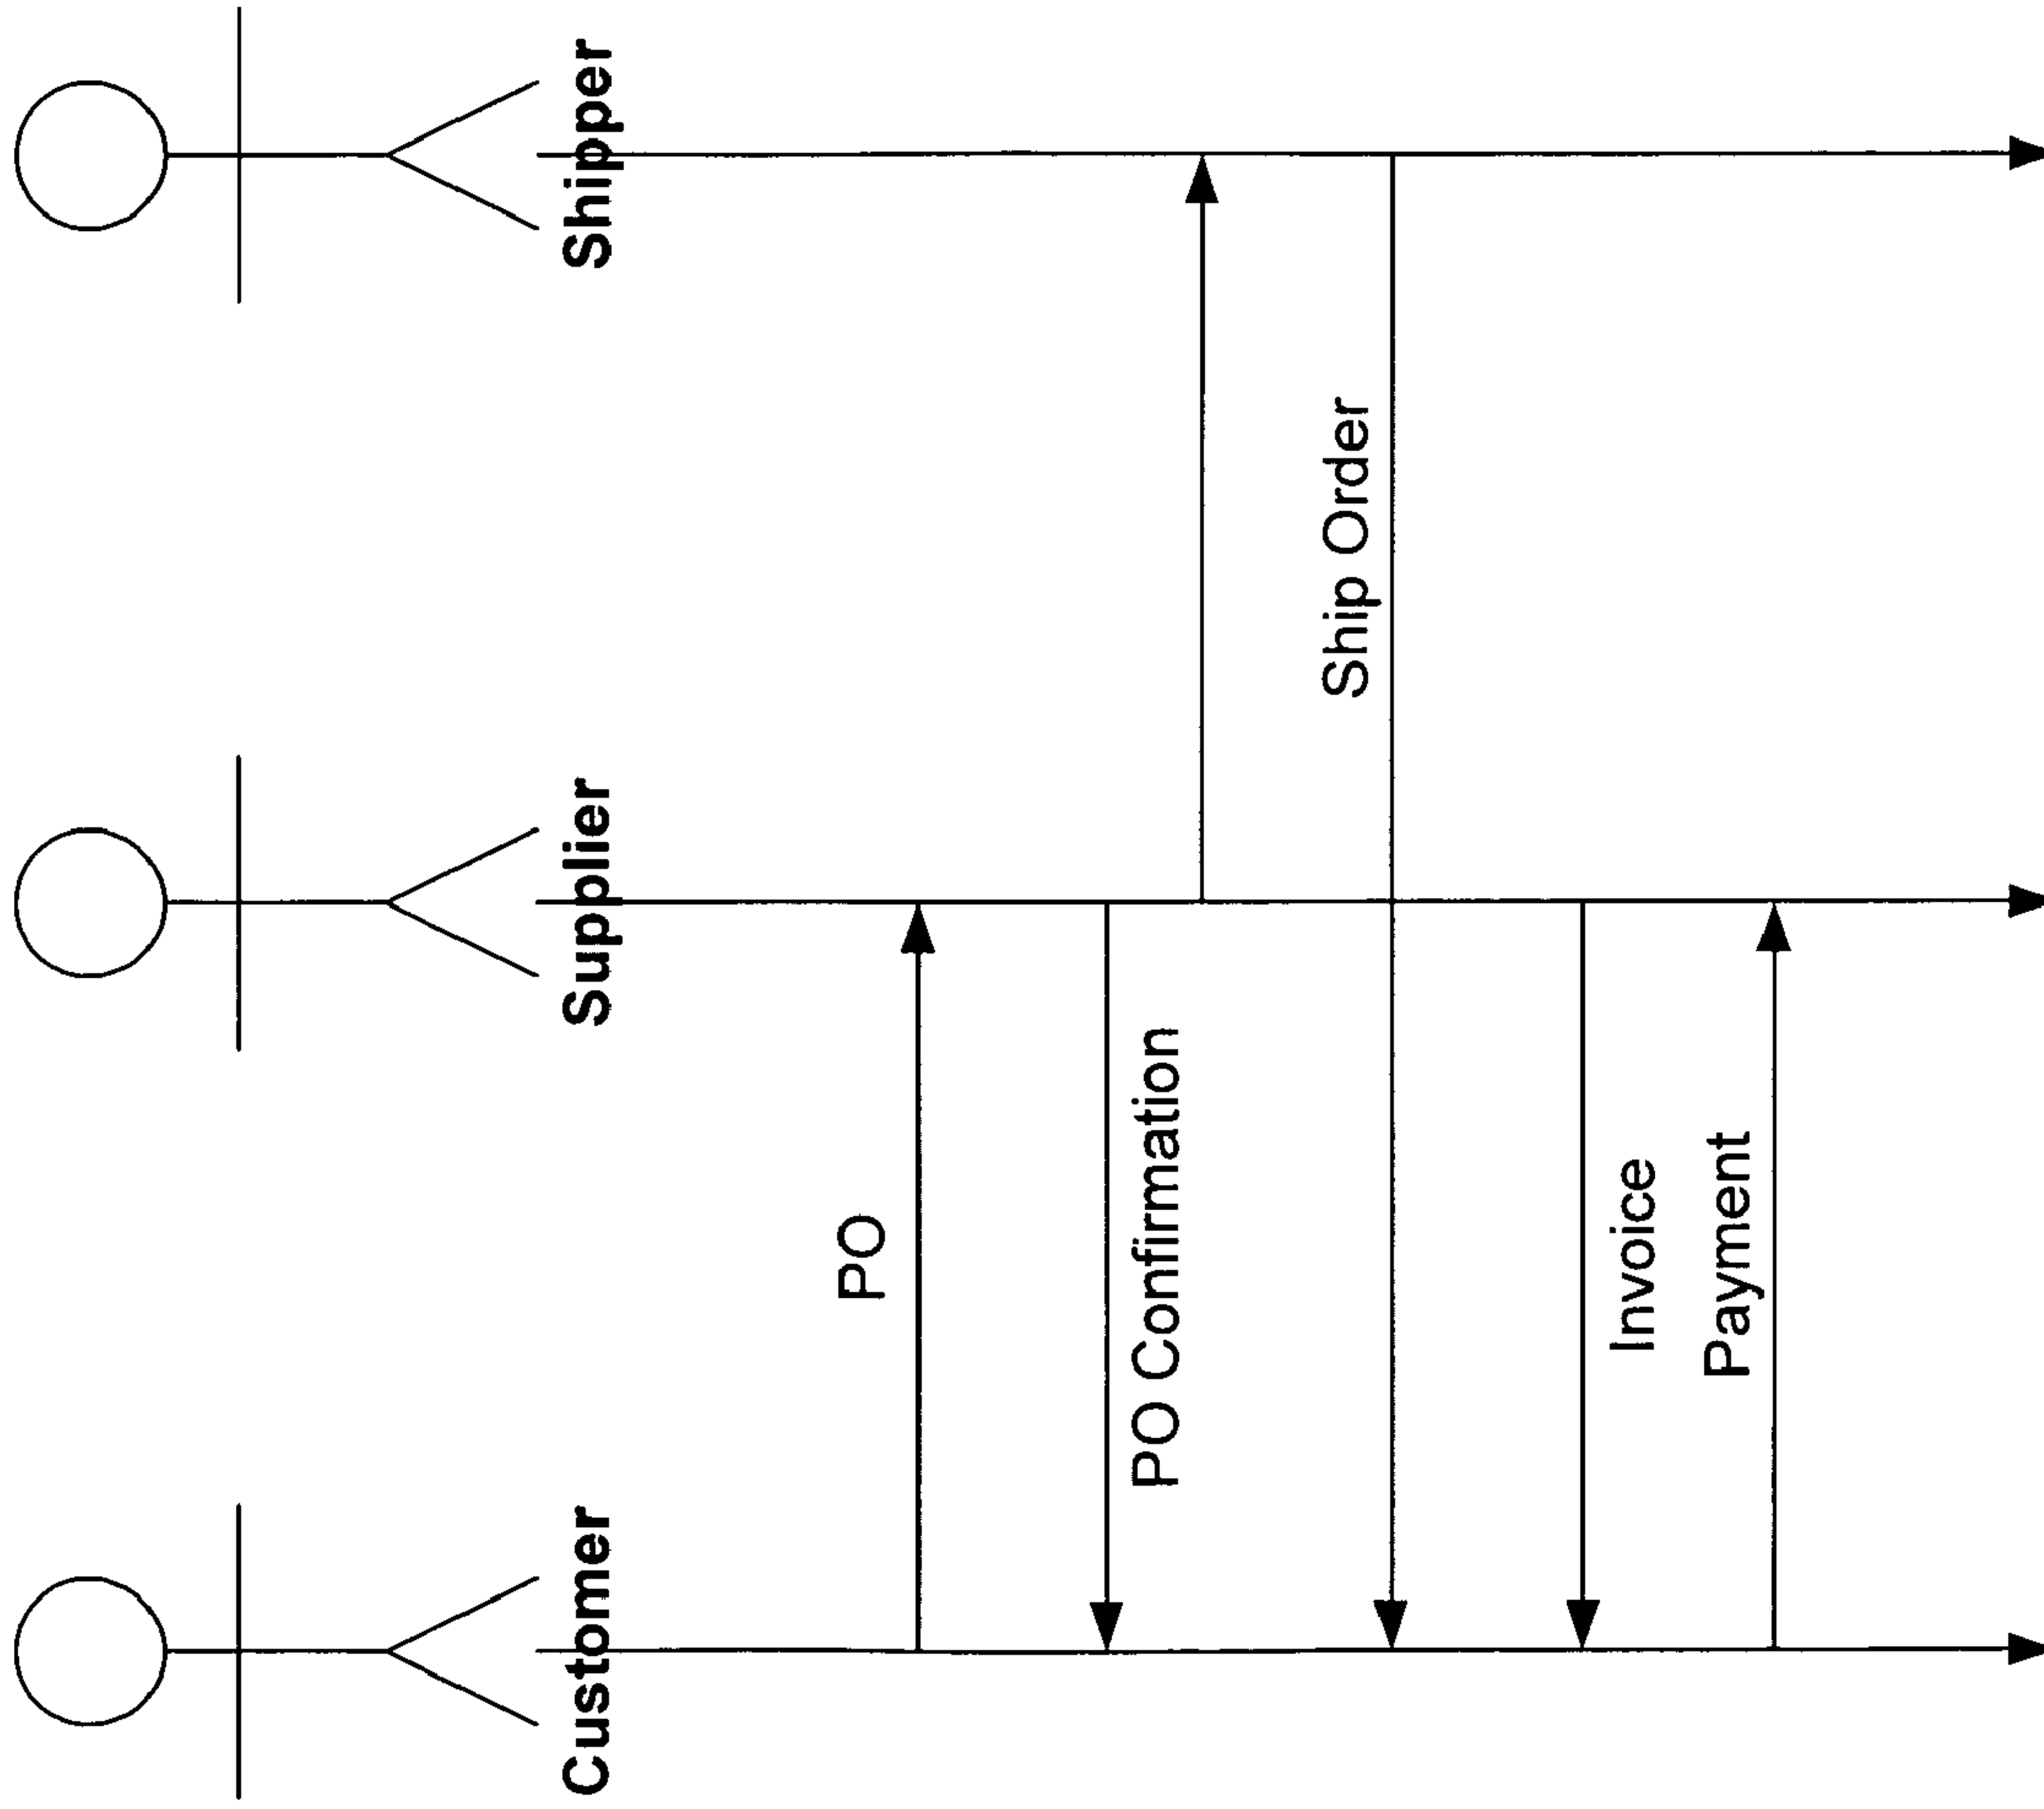 Customer
Supplier
Shipper
PO
PO Confirmation
Ship Order
Invoice
Payment